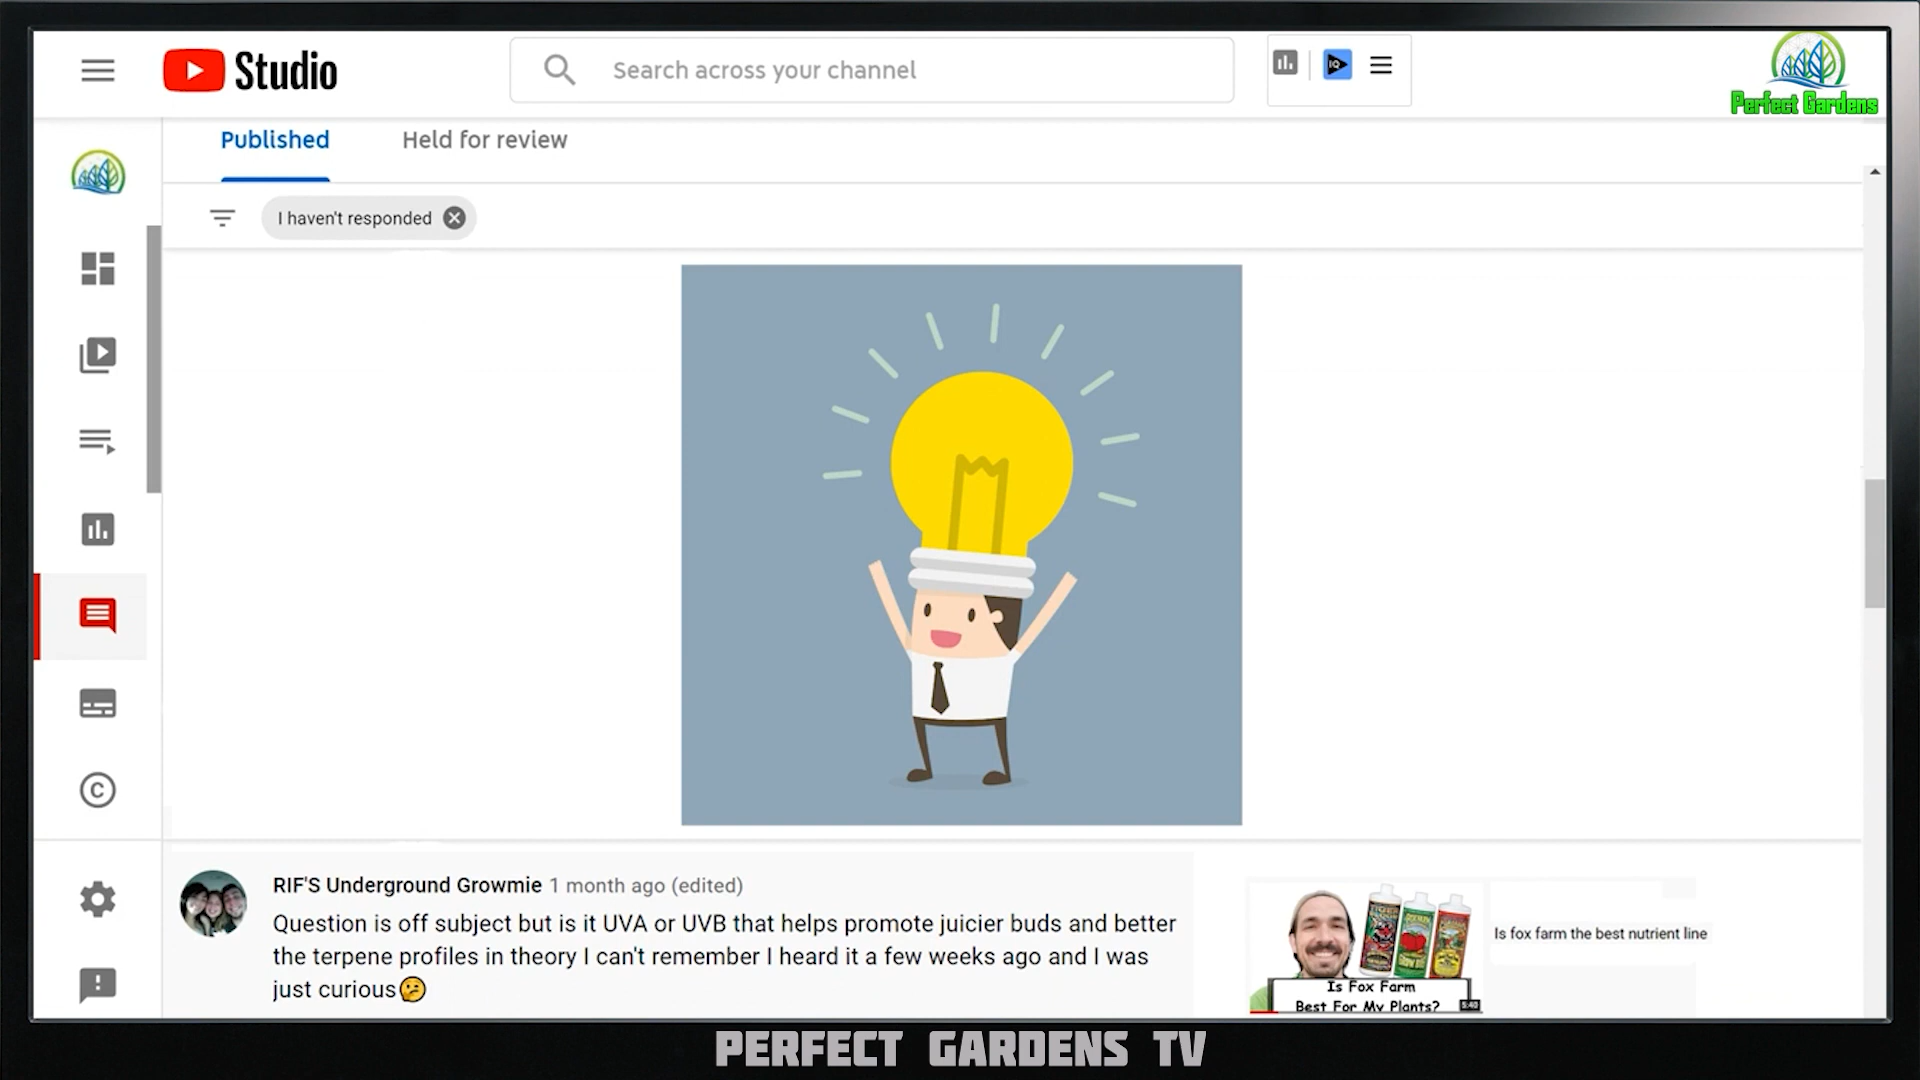 Studio
Search across your channel
IQ
Perfect Gardens
Published
Held for review
I haven't responded
RIF'S Underground Growmie 1 month ago (edited)
Question is off subject but is it UVA or UVB that helps promote juicier buds and better
the terpene profiles in theory I can't remember I heard it a few weeks ago and I was
just curious🤔
Is Fox Farm
Best For My Plants?
Is fox farm the best nutrient line
PERFECT GARDENS TV